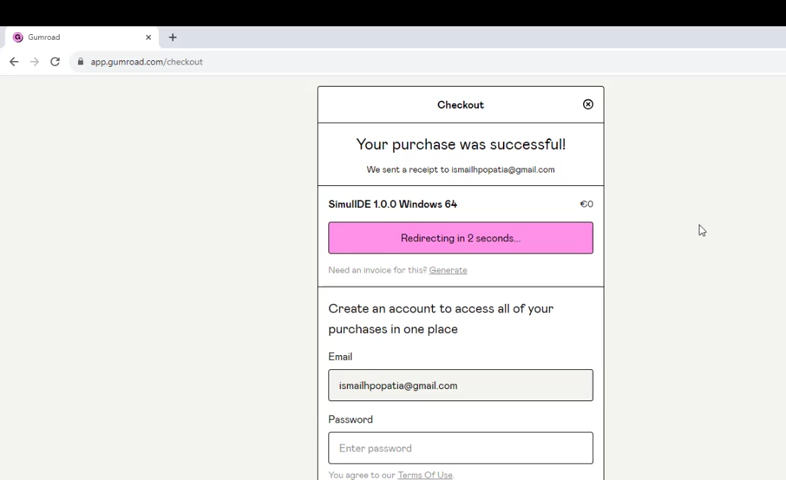 Gumroad
app.gumroad.com/checkout
Checkout
Your purchase was successful!
We sent a receipt to ismailhpopatia@gmail.com
SimulIDE 1.0.0 Windows 64 €0
Redirecting in 2 seconds...
Need an invoice for this? Generate
Create an account to access all of your
purchases in one place
Email
ismailhpopatia@gmail.com
Password
Enter password
You agree to our Terms Of Use.